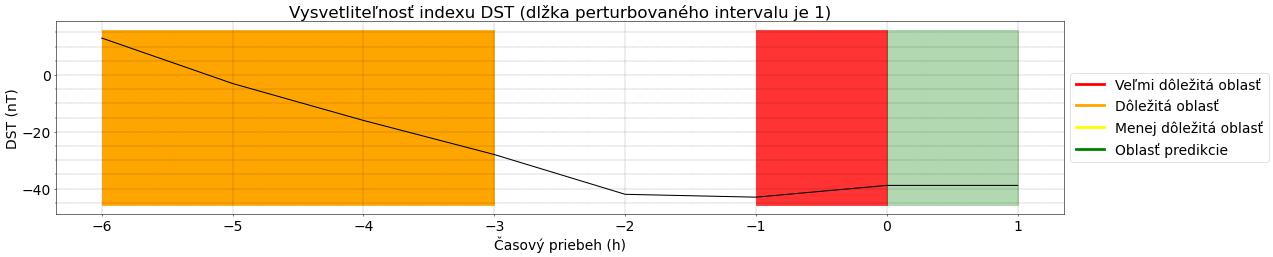 Vysvetliteľnosť indexu DST (dlžka perturbovaného intervalu je 1)
DST (nT)
0
−20
−40
−6 −5 −4 −3 −2 −1 0 1
Časový priebeh (h)
Veľmi dôležitá oblasť
Dôležitá oblasť
Menej dôležitá oblasť
Oblasť predikcie